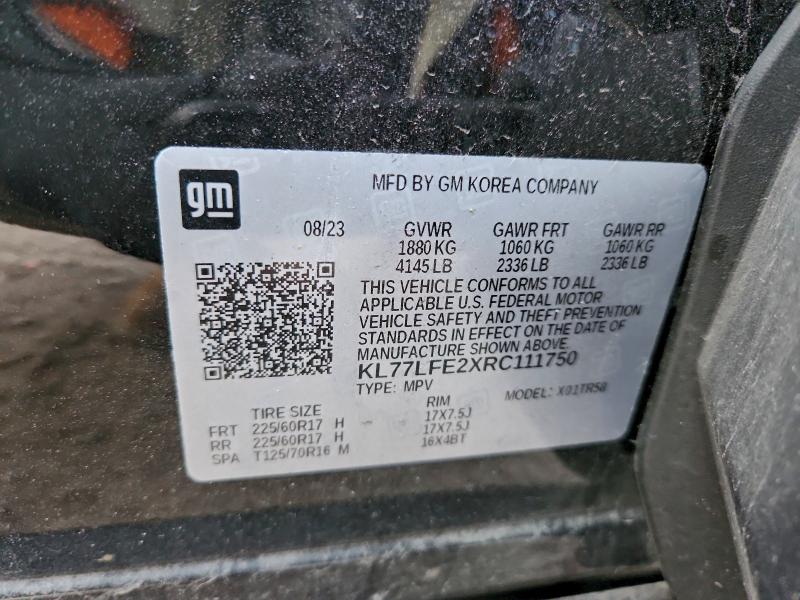 gm
MFD BY GM KOREA COMPANY
08/23 GVWR GAWR FRT GAWR RR
1880 KG 1060 KG 1060 KG
4145 LB 2336 LB 2336 LB
THIS VEHICLE CONFORMS TO ALL
APPLICABLE U.S. FEDERAL MOTOR
VEHICLE SAFETY AND THEFT PREVENTION
STANDARDS IN EFFECT ON THE DATE OF
MANUFACTURE SHOWN ABOVE.
KL77LFE2XRC111750
TYPE: MPV MODEL: X01TR58
TIRE SIZE RIM
FRT 225/60R17 H 17X7.5J
RR 225/60R17 H 17X7.5J
SPA T125/70R16 M 16X4BT